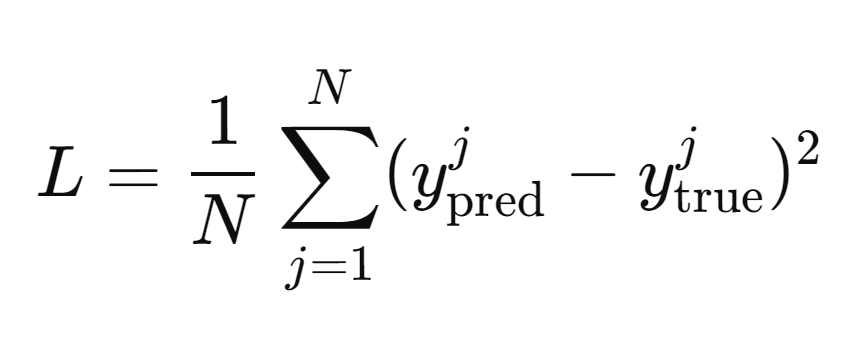 L = \frac{1}{N} \sum_{j=1}^{N} (y_{\text{pred}}^{j} - y_{\text{true}}^{j})^2